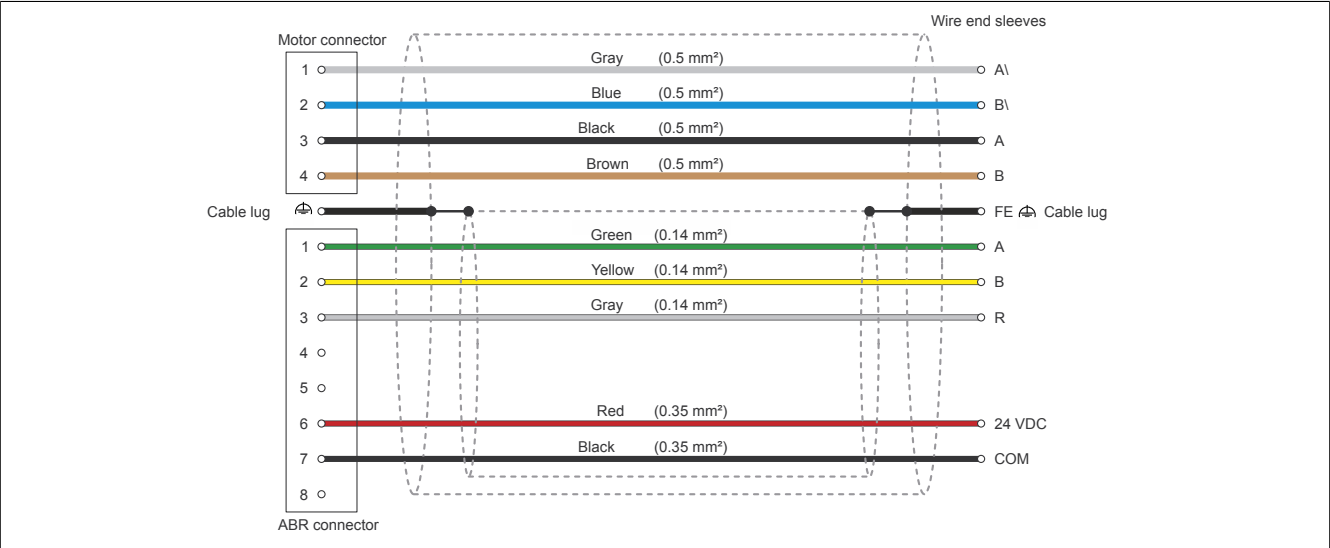 Wire end sleeves
Motor connector
1 Gray (0.5 mm²) A\
2 Blue (0.5 mm²) B\
3 Black (0.5 mm²) A
4 Brown (0.5 mm²) B
Cable lug FE Cable lug
1 Green (0.14 mm²) A
2 Yellow (0.14 mm²) B
3 Gray (0.14 mm²) R
4
5
6 Red (0.35 mm²) 24 VDC
7 Black (0.35 mm²) COM
8
ABR connector